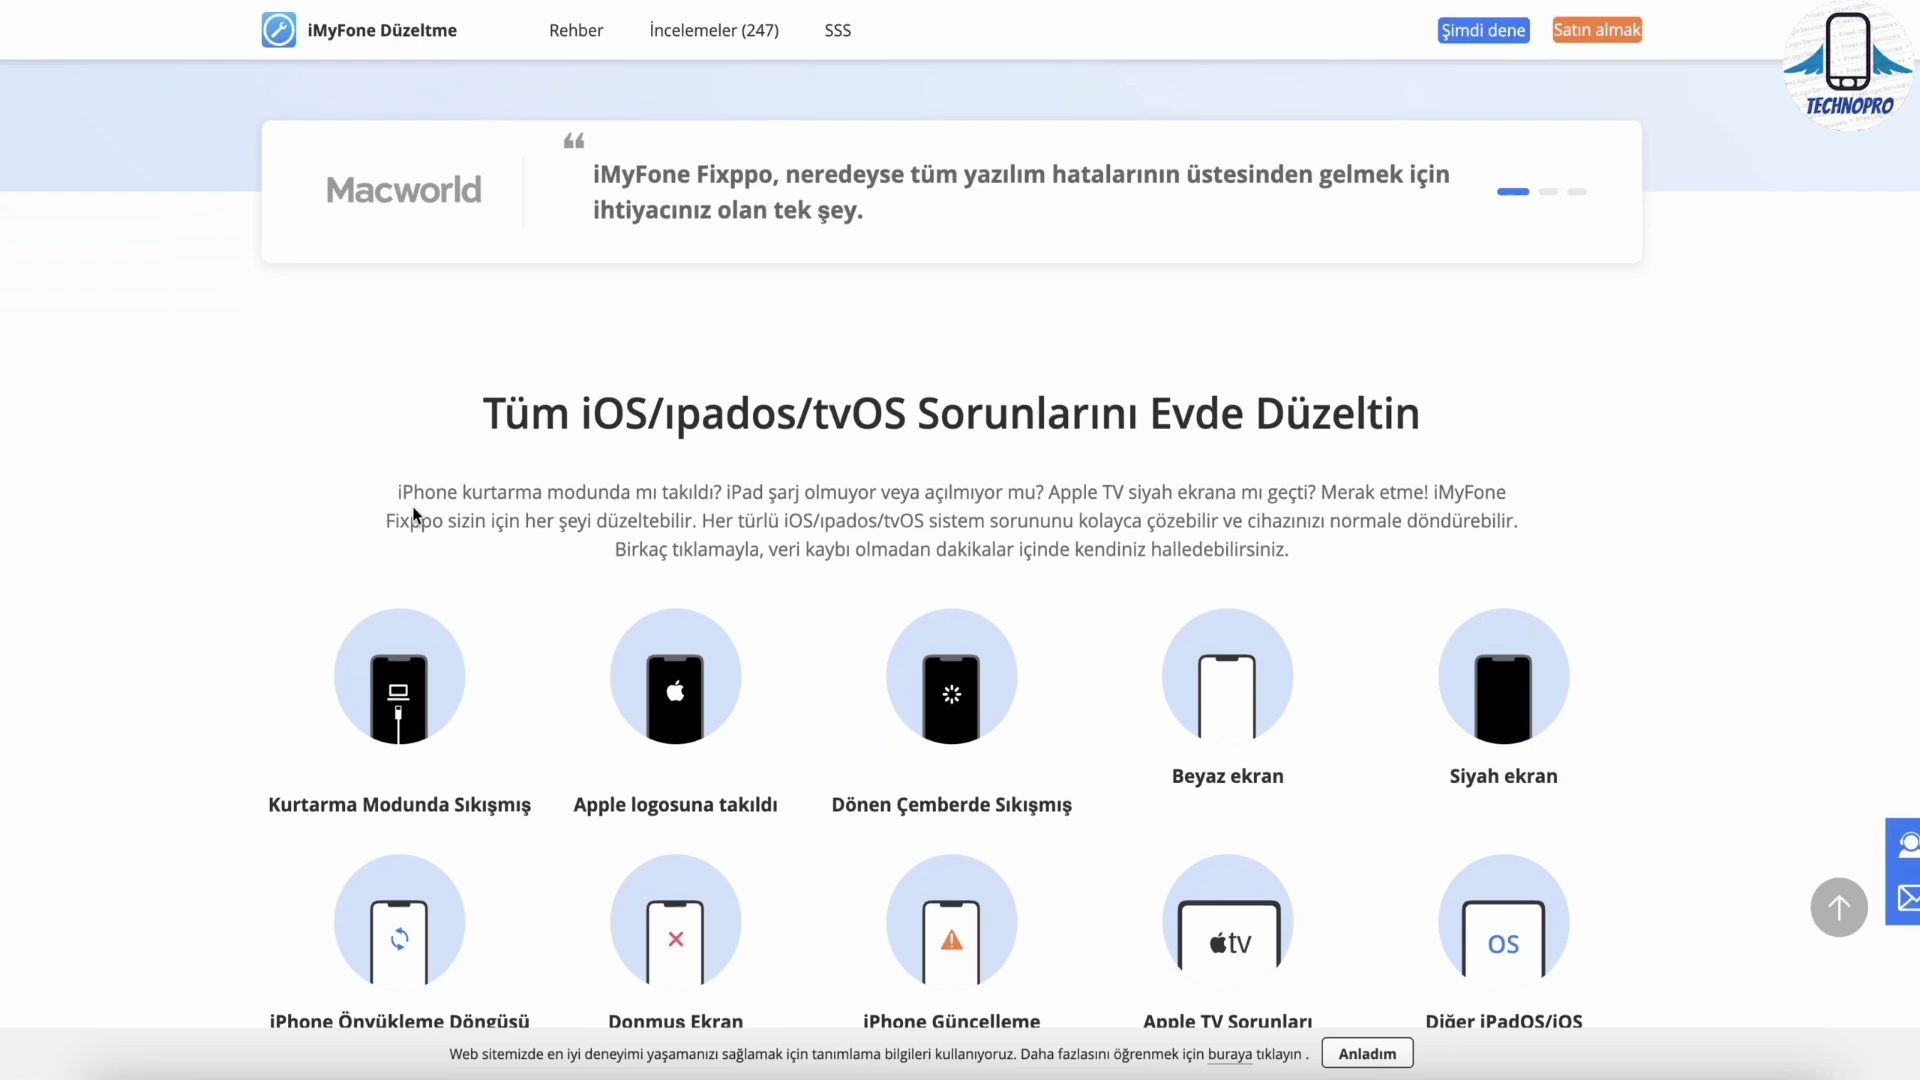 iMyFone Düzeltme
Rehber
İncelemeler (247)
SSS
Şimdi dene
Satın almak
TECHNOPRO
Macworld
iMyFone Fixppo, neredeyse tüm yazılım hatalarının üstesinden gelmek için
ihtiyacınız olan tek şey.
Tüm iOS/ıpados/tvOS Sorunlarını Evde Düzeltin
iPhone kurtarma modunda mı takıldı? iPad şarj olmuyor veya açılmıyor mu? Apple TV siyah ekrana mı geçti? Merak etme! iMyFone
Fixppo sizin için her şeyi düzeltebilir. Her türlü iOS/ıpados/tvOS sistem sorununu kolayca çözebilir ve cihazınızı normale döndürebilir.
Birkaç tıklamayla, veri kaybı olmadan dakikalar içinde kendiniz halledebilirsiniz.
Kurtarma Modunda Sıkışmış
Apple logosuna takıldı
Dönen Çemberde Sıkışmış
Beyaz ekran
Siyah ekran
tv
OS
iPhone Önyükleme Döngüsü
Donmuş Ekran
iPhone Güncelleme
Apple TV Sorunları
Diğer iPadOS/iOS
Web sitemizde en iyi deneyimi yaşamanızı sağlamak için tanımlama bilgileri kullanıyoruz. Daha fazlasını öğrenmek için buraya tıklayın .
Anladım